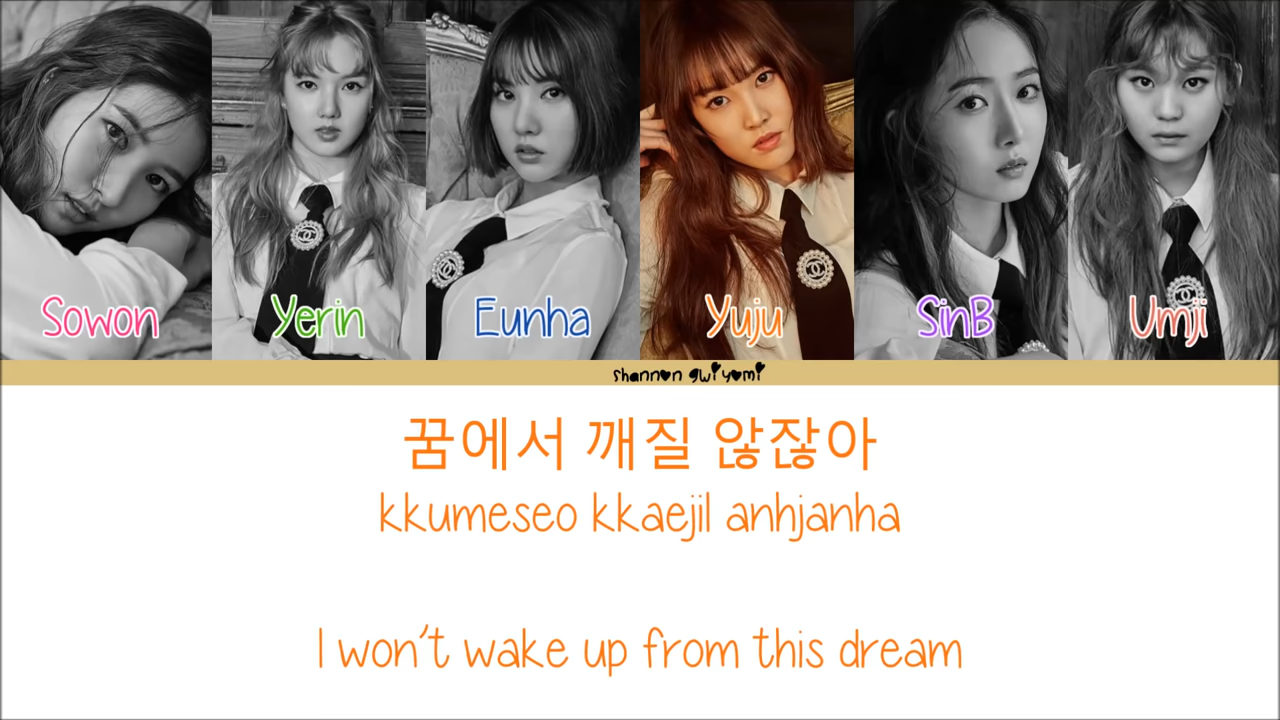 Sowon Yerin Eunha Yuju SinB Umji
shannon gwiyomi
꿈에서 깨질 않잖아
kkumeseo kkaejil anhjanha
I won't wake up from this dream